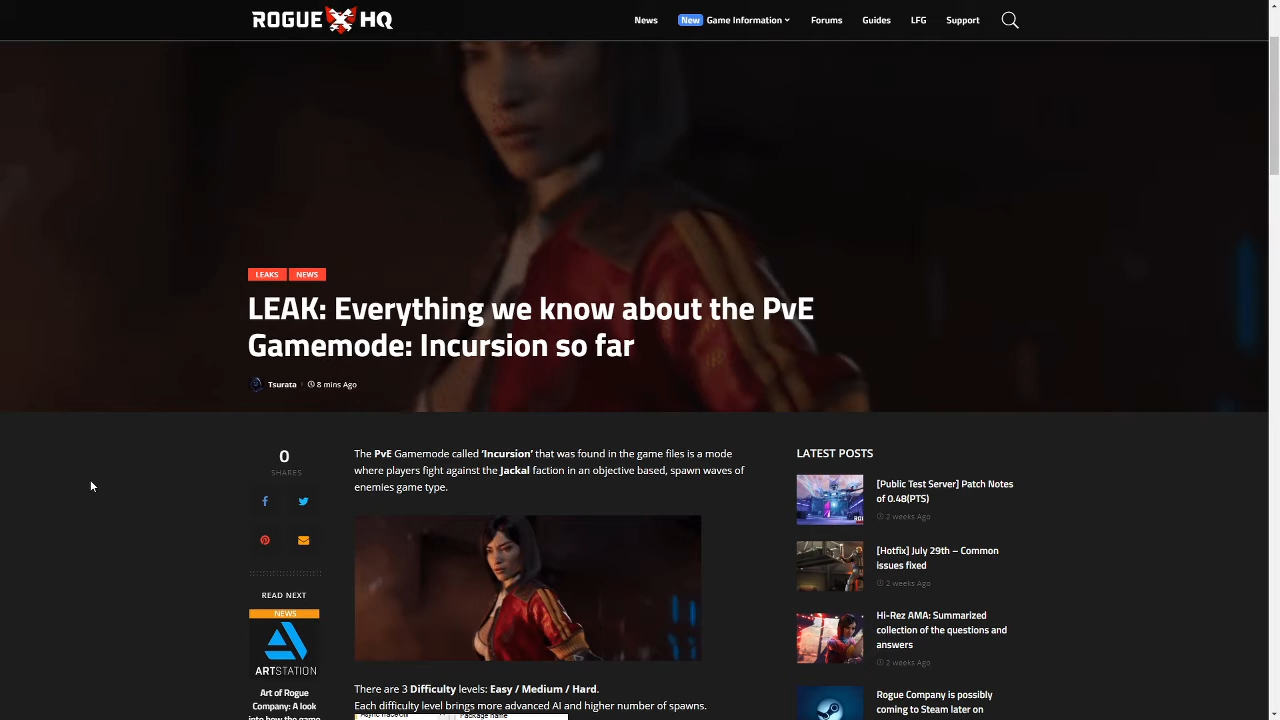 ROGUE HQ
News
New Game Information
Forums
Guides
LFG
Support
LEAKS
NEWS
LEAK: Everything we know about the PvE
Gamemode: Incursion so far
Tsurata
8 mins Ago
0
SHARES
READ NEXT
NEWS
ARTSTATION
Art of Rogue
Company: A look
into how the game
The PvE Gamemode called ‘Incursion’ that was found in the game files is a mode
where players fight against the Jackal faction in an objective based, spawn waves of
enemies game type.
There are 3 Difficulty levels: Easy / Medium / Hard.
Each difficulty level brings more advanced AI and higher number of spawns.
Package name
LATEST POSTS
[Public Test Server] Patch Notes
of 0.48(PTS)
2 weeks Ago
[Hotfix] July 29th – Common
issues fixed
2 weeks Ago
Hi-Rez AMA: Summarized
collection of the questions and
answers
2 weeks Ago
Rogue Company is possibly
coming to Steam later on